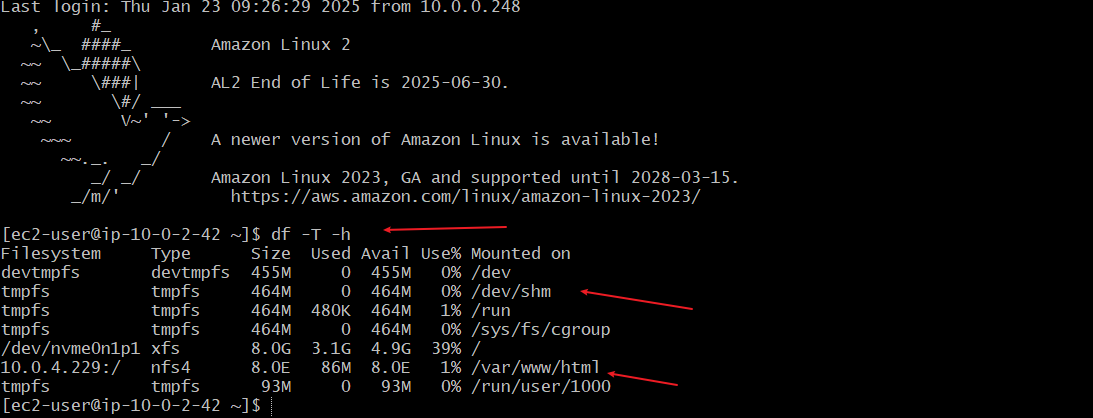 Last login: Thu Jan 23 09:26:29 2025 from 10.0.0.248
   ,     #_
   ~\_  ####_        Amazon Linux 2
  ~~  \_#####\
  ~~     \###|       AL2 End of Life is 2025-06-30.
  ~~       \#/ ___
   ~~       V~' '->
    ~~~         /    A newer version of Amazon Linux is available!
      ~~._.   _/
         _/ _/       Amazon Linux 2023, GA and supported until 2028-03-15.
       _/m/'           https://aws.amazon.com/linux/amazon-linux-2023/
[ec2-user@ip-10-0-2-42 ~]$ df -T -h
Filesystem     Type      Size  Used Avail Use% Mounted on
devtmpfs       devtmpfs  455M     0  455M   0% /dev
tmpfs          tmpfs     464M     0  464M   0% /dev/shm
tmpfs          tmpfs     464M  480K  464M   1% /run
tmpfs          tmpfs     464M     0  464M   0% /sys/fs/cgroup
/dev/nvme0n1p1 xfs       8.0G  3.1G  4.9G  39% /
10.0.4.229:/   nfs4      8.0E   86M  8.0E   1% /var/www/html
tmpfs          tmpfs      93M     0   93M   0% /run/user/1000
[ec2-user@ip-10-0-2-42 ~]$